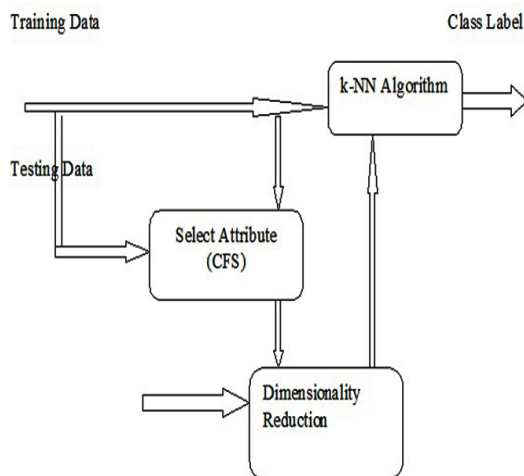 Training Data
Class Label
k-NN Algorithm
Testing Data
Select Attribute
(CFS)
Dimensionality
Reduction